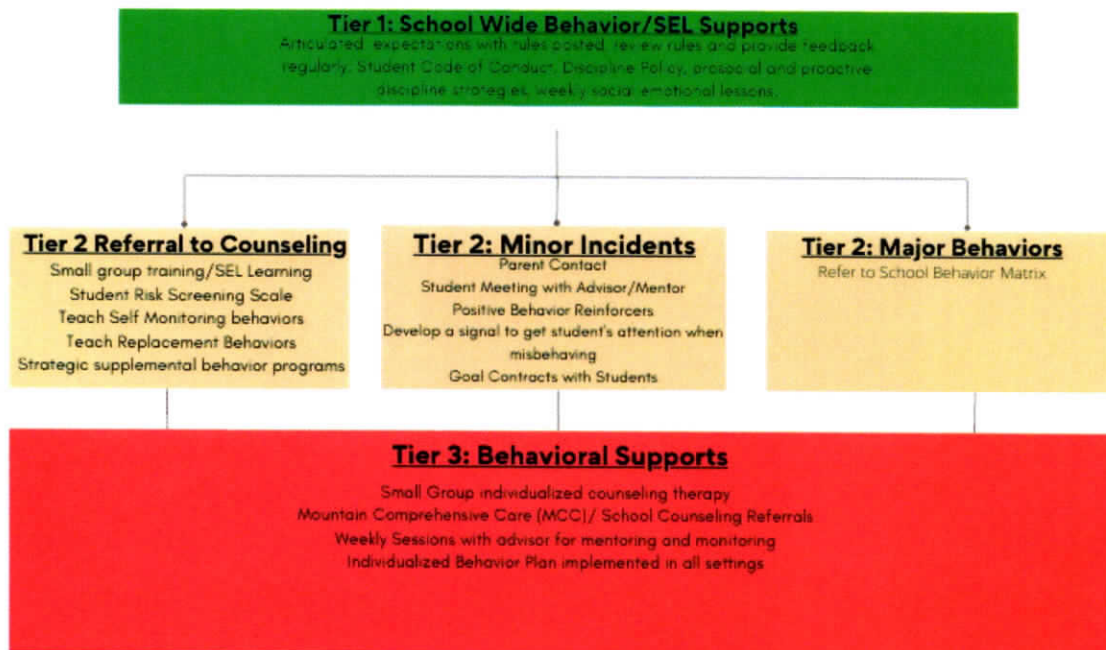 Tier 1: School Wide Behavior/SEL Supports
Articulated expectations with rules posted, review rules and provide feedback
regularly, Student Code of Conduct, Discipline Policy, prosocial and proactive
discipline strategies, weekly social emotional lessons.
Tier 2 Referral to Counseling
Small group training/SEL Learning
Student Risk Screening Scale
Teach Self Monitoring behaviors
Teach Replacement Behaviors
Strategic supplemental behavior programs
Tier 2: Minor Incidents
Parent Contact
Student Meeting with Advisor/Mentor
Positive Behavior Reinforcers
Develop a signal to get student's attention when
misbehaving
Goal Contracts with Students
Tier 2: Major Behaviors
Refer to School Behavior Matrix
Tier 3: Behavioral Supports
Small Group individualized counseling therapy
Mountain Comprehensive Care (MCC)/ School Counseling Referrals
Weekly Sessions with advisor for mentoring and monitoring
Individualized Behavior Plan implemented in all settings